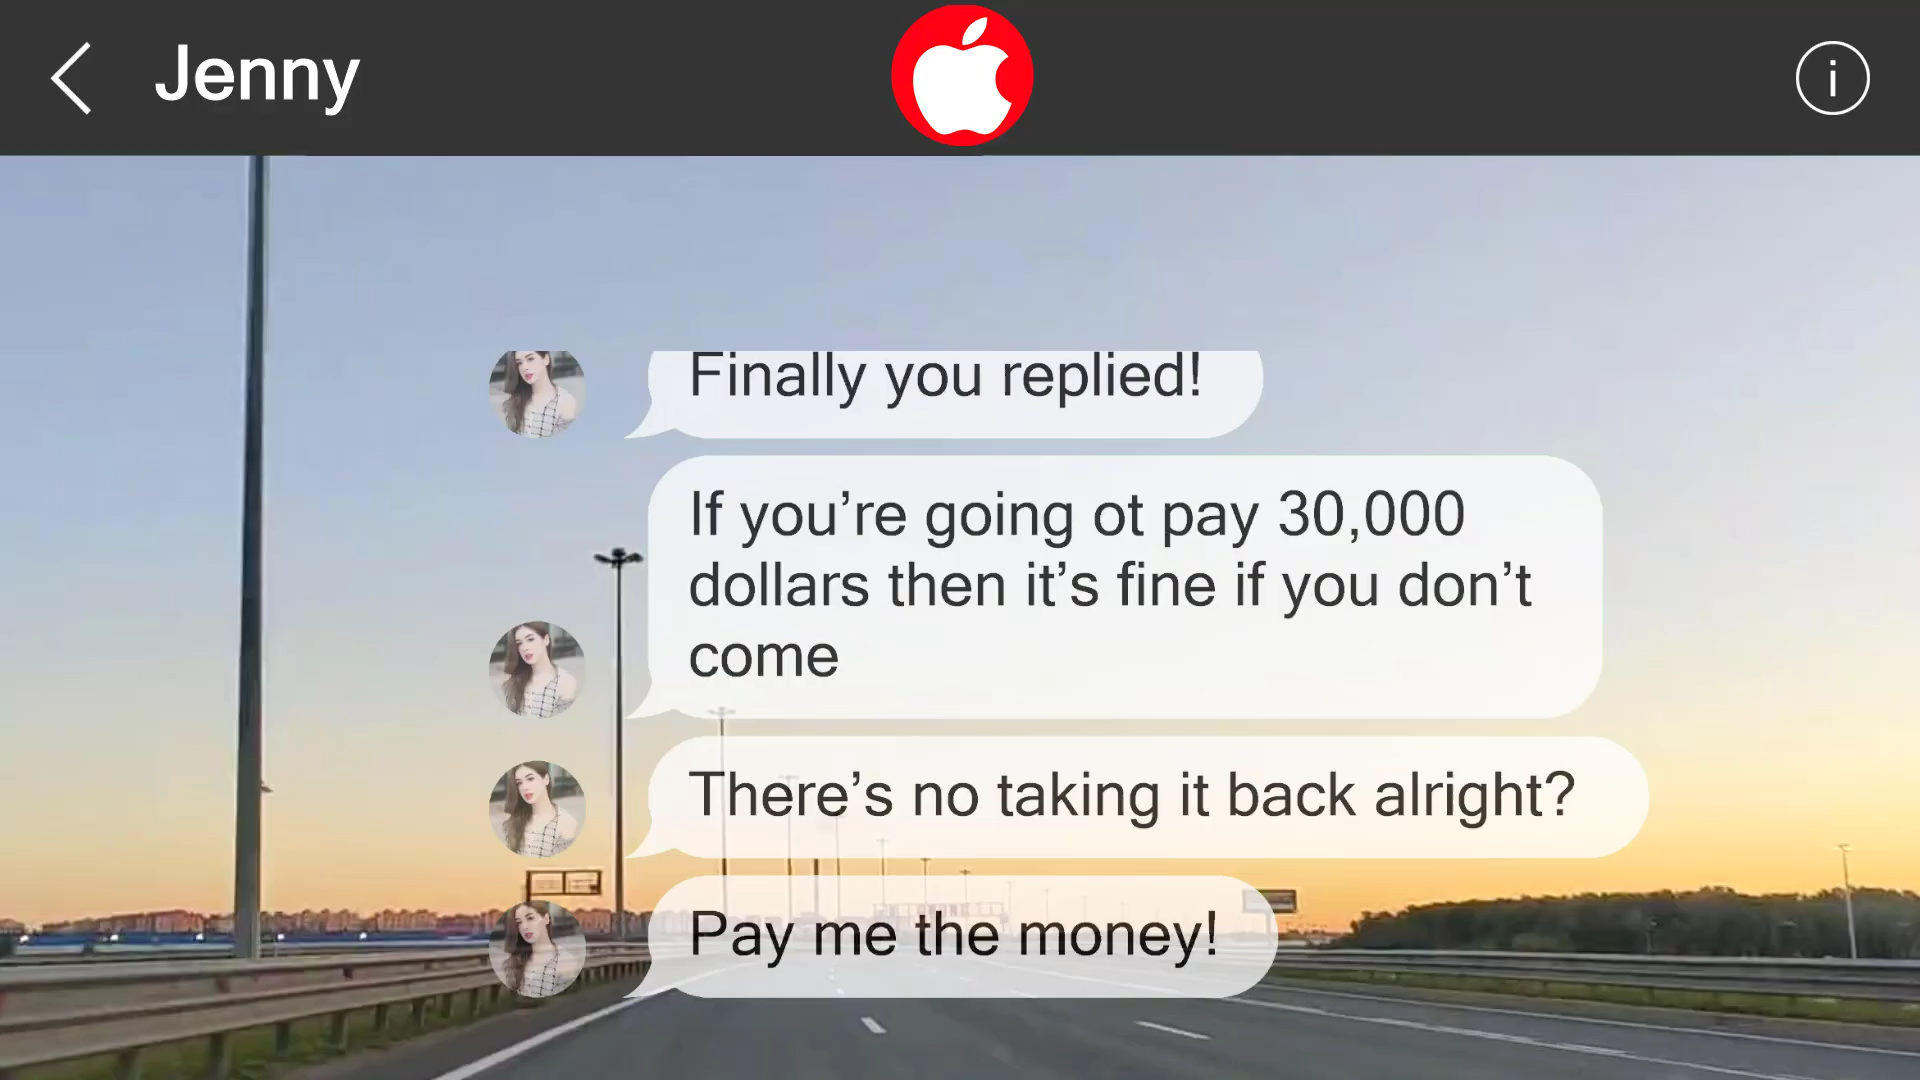 Jenny
i
Finally you replied!
If you’re going ot pay 30,000
dollars then it’s fine if you don’t
come
There’s no taking it back alright?
Pay me the money!